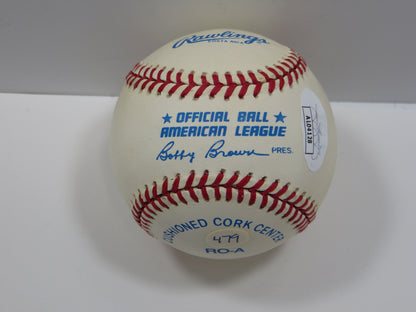 Rawlings
★ OFFICIAL BALL ★
AMERICAN LEAGUE
Bobby Brown PRES.
CUSHIONED CORK CENTER
479
RO-A